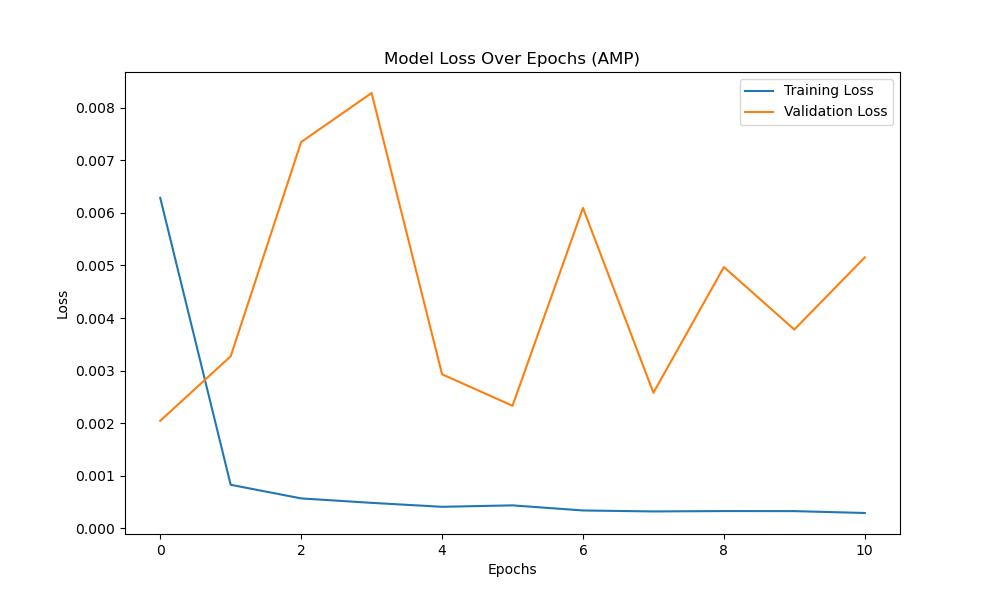 Model Loss Over Epochs (AMP)
Training Loss
Validation Loss
0.008
0.007
0.006
0.005
0.004
0.003
0.002
0.001
0.000
Loss
0 2 4 6 8 10
Epochs